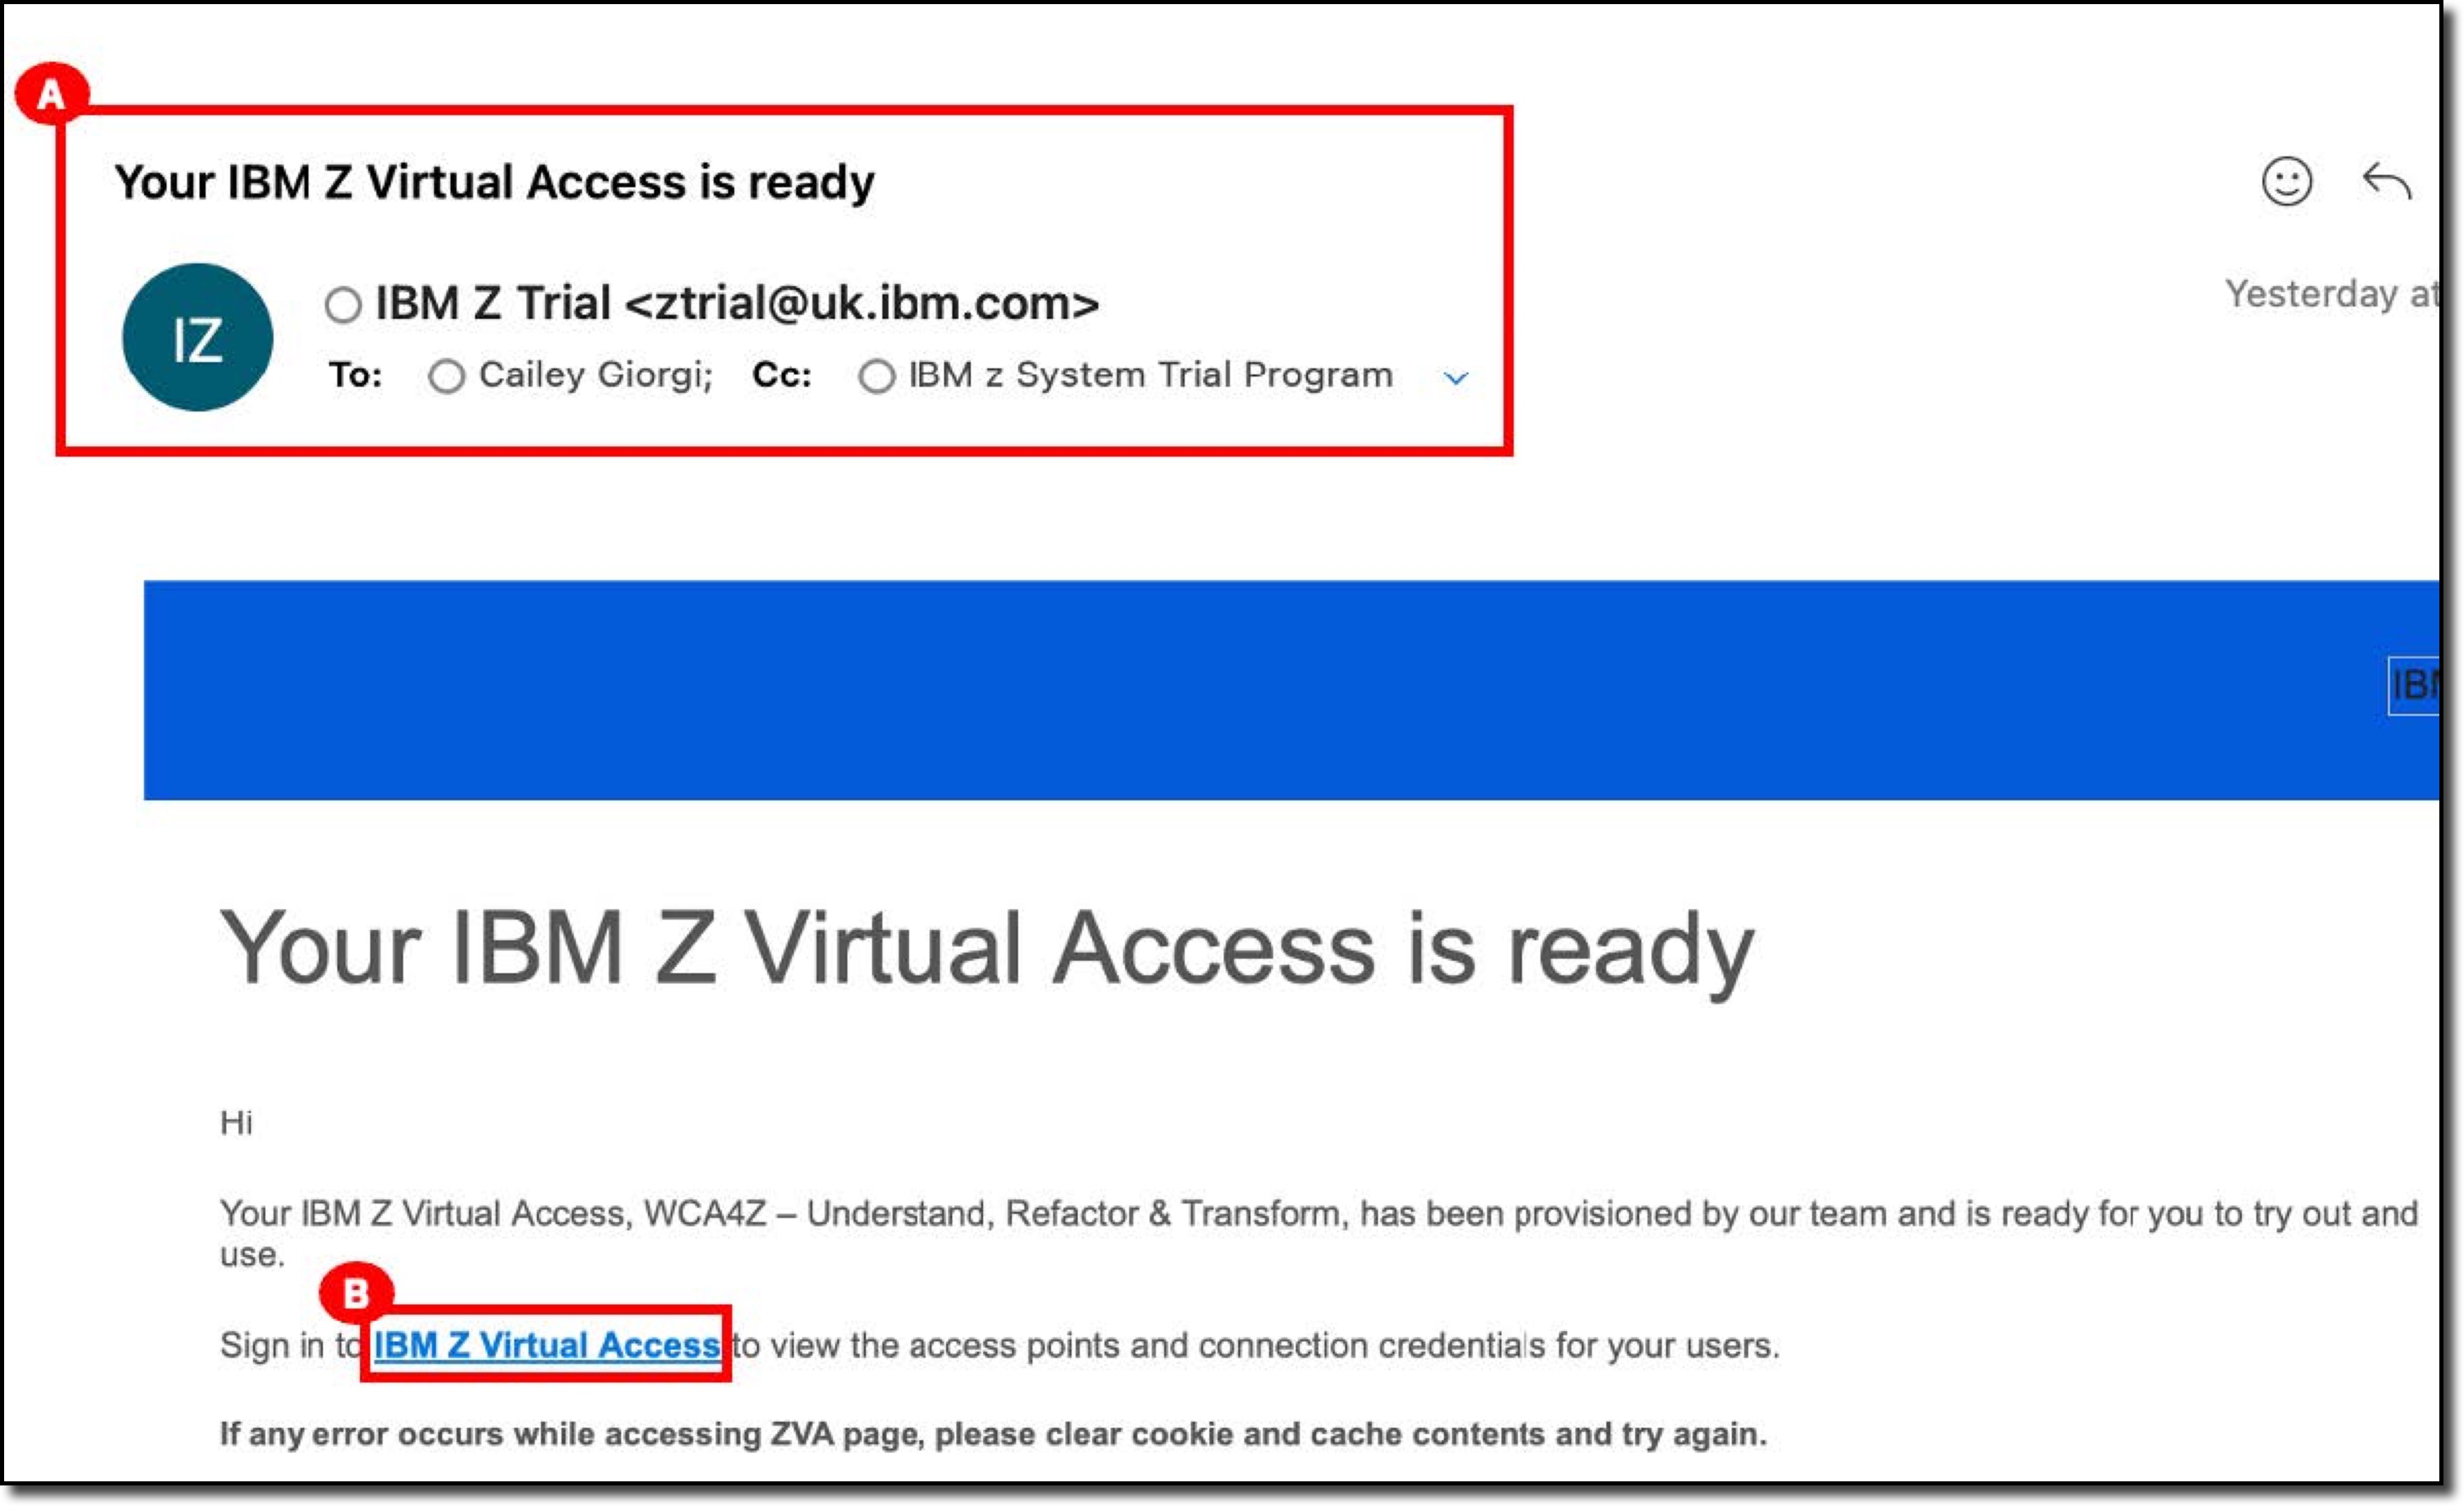 A
Your IBM Z Virtual Access is ready
IZ
IBM Z Trial <ztrial@uk.ibm.com>
Yesterday at
To: Cailey Giorgi; Cc: IBM z System Trial Program
Your IBM Z Virtual Access is ready
Hi
Your IBM Z Virtual Access, WCA4Z – Understand, Refactor & Transform, has been provisioned by our team and is ready for you to try out and
use.
B
Sign in to IBM Z Virtual Access to view the access points and connection credentials for your users.
If any error occurs while accessing ZVA page, please clear cookie and cache contents and try again.